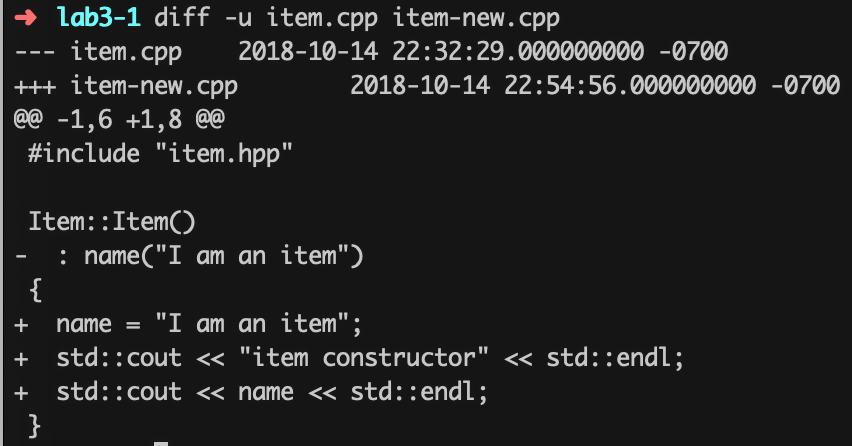 ➜ lab3-1 diff -u item.cpp item-new.cpp
--- item.cpp 2018-10-14 22:32:29.000000000 -0700
+++ item-new.cpp 2018-10-14 22:54:56.000000000 -0700
@@ -1,6 +1,8 @@
 #include "item.hpp"

 Item::Item()
-  : name("I am an item")
 {
+  name = "I am an item";
+  std::cout << "item constructor" << std::endl;
+  std::cout << name << std::endl;
 }